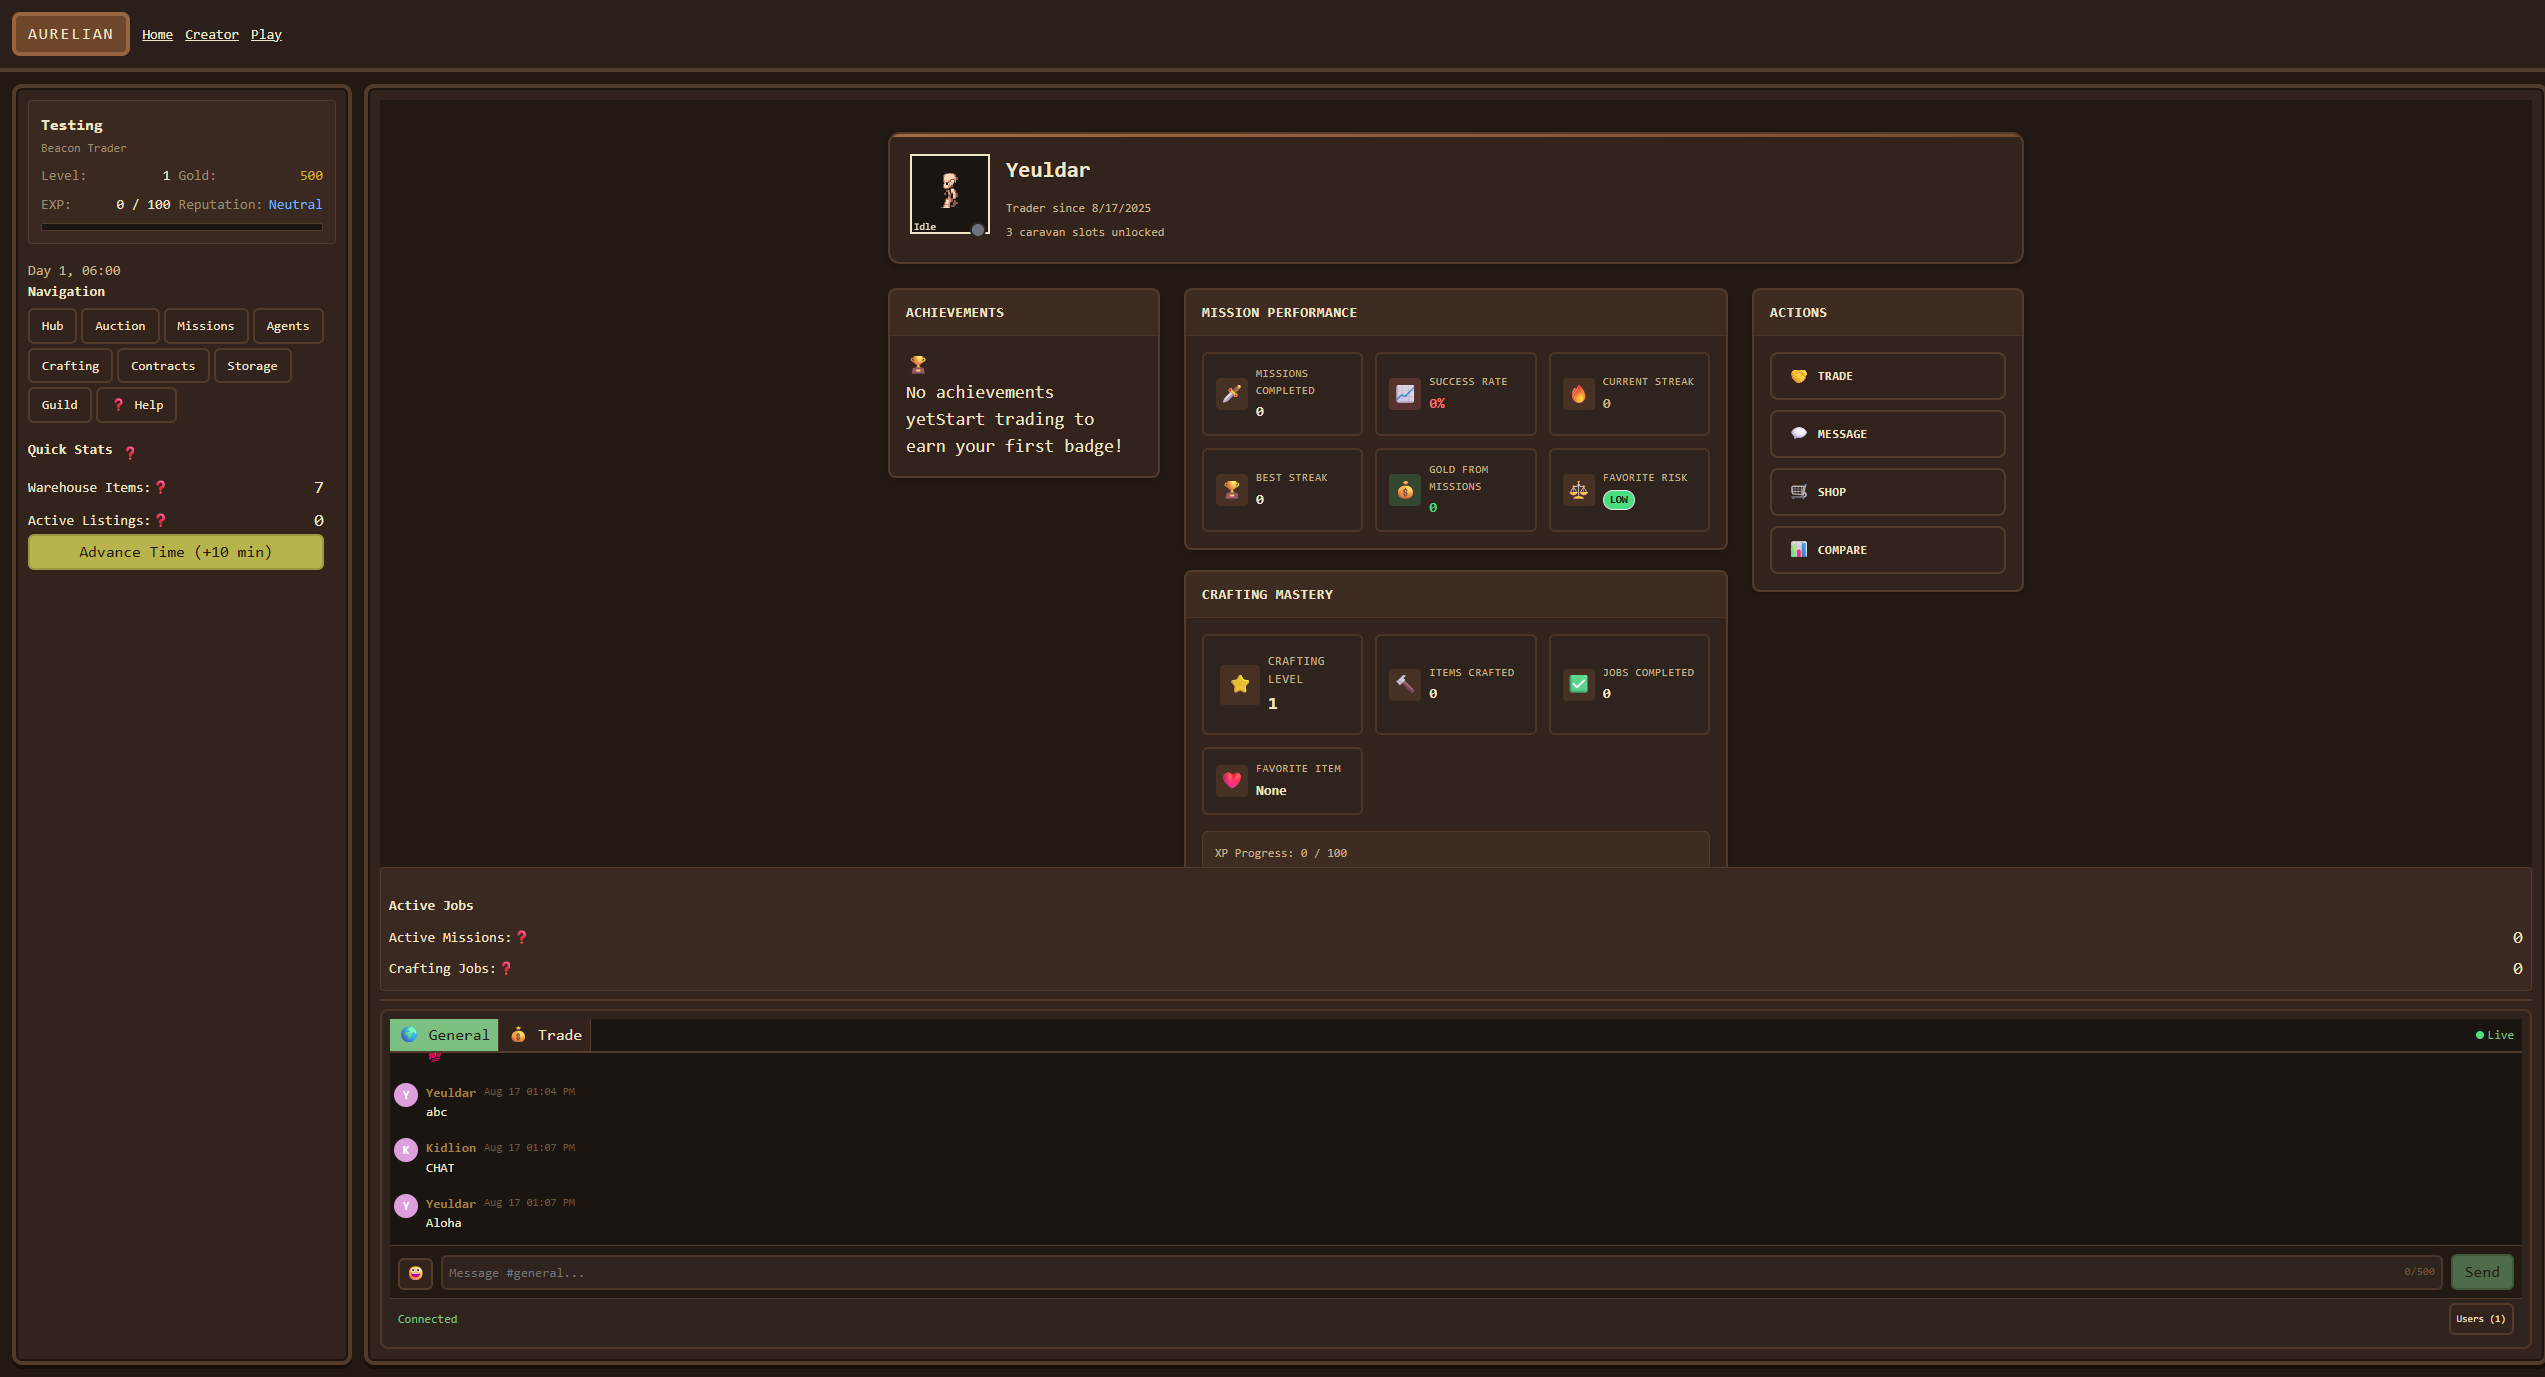 AURELIAN Home Creator Play
Testing
Beacon Trader
Level: 1 Gold: 500
EXP: 0 / 100 Reputation: Neutral
Day 1, 06:00
Navigation
Hub Auction Missions Agents
Crafting Contracts Storage
Guild ❓ Help
Quick Stats ❓
Warehouse Items: ❓ 7
Active Listings: ❓ 0
Advance Time (+10 min)
Idle
Yeuldar
Trader since 8/17/2025
3 caravan slots unlocked
ACHIEVEMENTS
No achievements
yetStart trading to
earn your first badge!
MISSION PERFORMANCE
MISSIONS
COMPLETED
0
SUCCESS RATE
0%
CURRENT STREAK
0
BEST STREAK
0
GOLD FROM
MISSIONS
0
FAVORITE RISK
LOW
CRAFTING MASTERY
CRAFTING
LEVEL
1
ITEMS CRAFTED
0
JOBS COMPLETED
0
FAVORITE ITEM
None
XP Progress: 0 / 100
ACTIONS
TRADE
MESSAGE
SHOP
COMPARE
Active Jobs
Active Missions: ❓ 0
Crafting Jobs: ❓ 0
General Trade Live
Y Yeuldar Aug 17 01:04 PM
abc
K Kidlion Aug 17 01:07 PM
CHAT
Y Yeuldar Aug 17 01:07 PM
Aloha
Message #general... 0/500 Send
Connected Users (1)